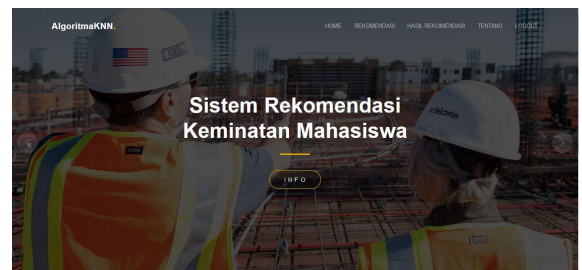 AlgoritmaKNN.
HOME REKOMENDASI HASIL REKOMENDASI TENTANG LOGOUT
Sistem Rekomendasi
Keminatan Mahasiswa
INFO